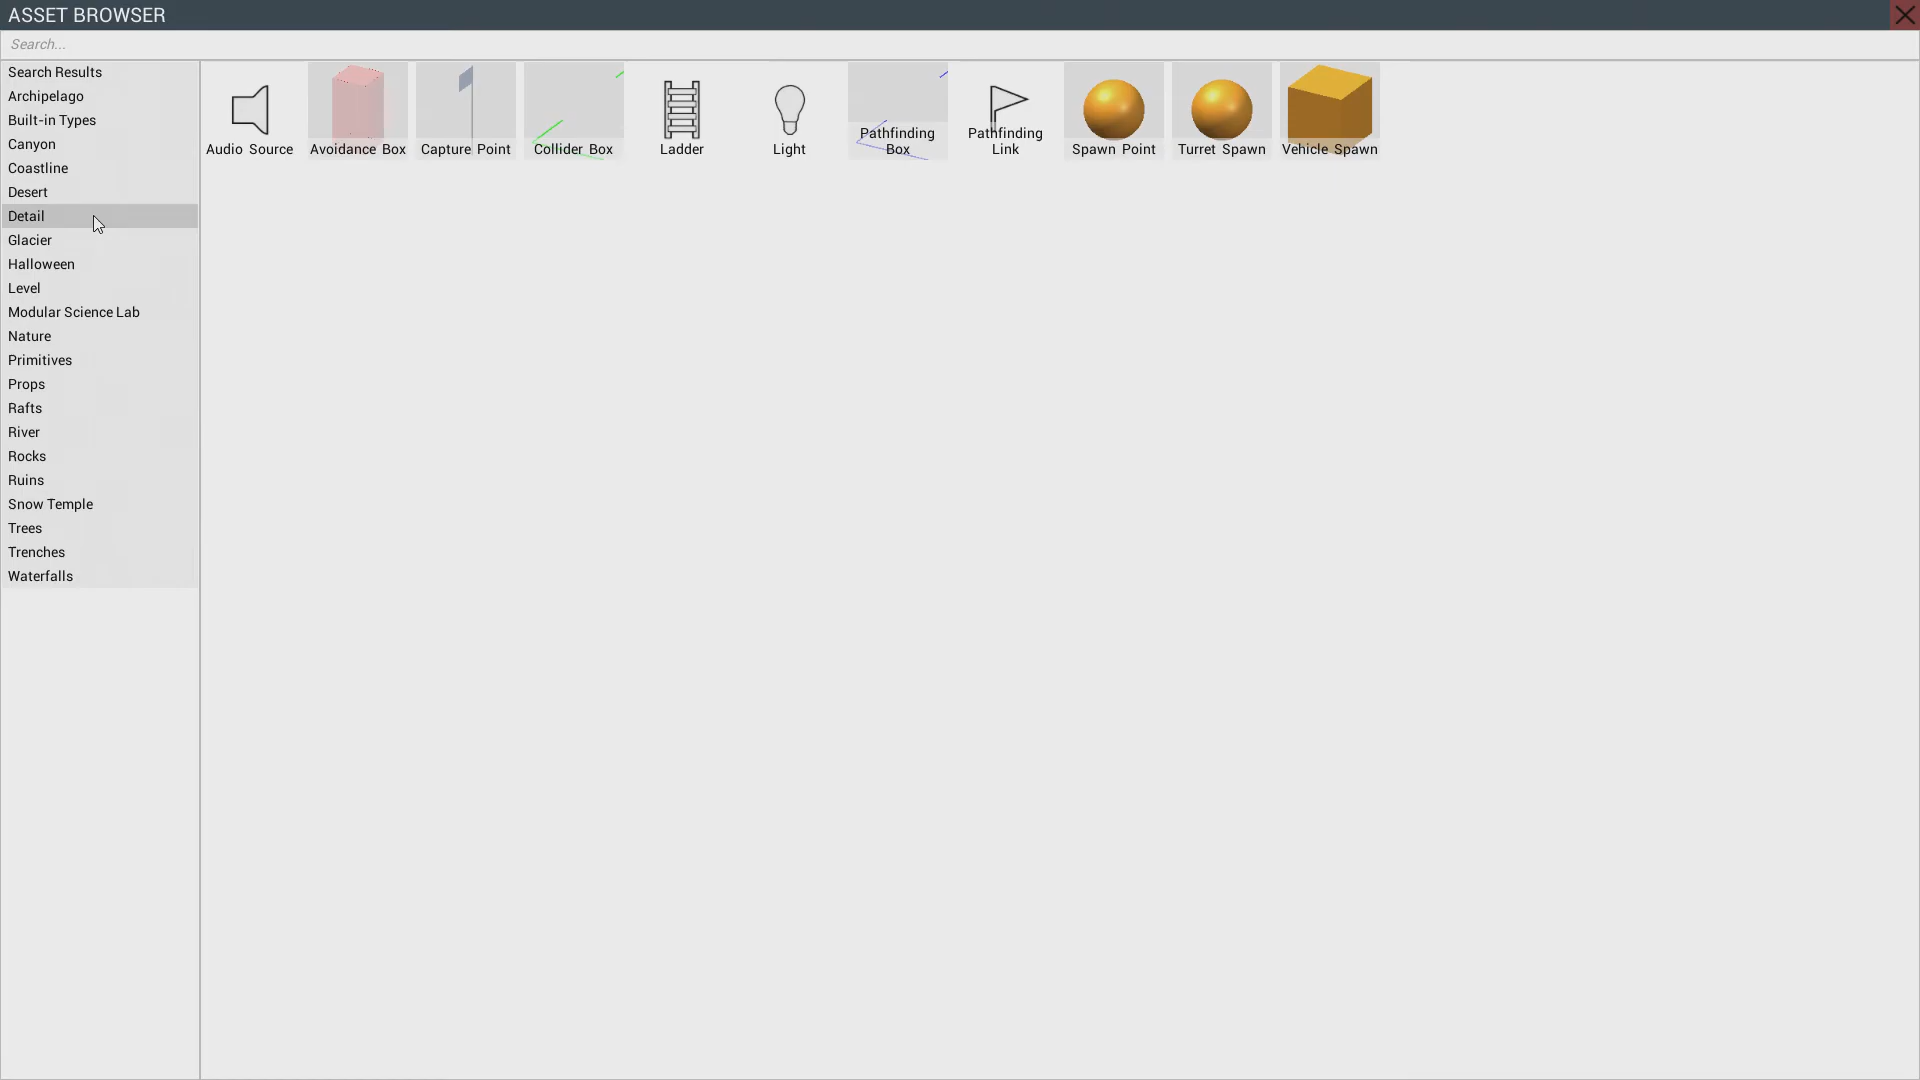 ASSET BROWSER
Search...
Search Results
Archipelago
Built-in Types
Canyon
Coastline
Desert
Detail
Glacier
Halloween
Level
Modular Science Lab
Nature
Primitives
Props
Rafts
River
Rocks
Ruins
Snow Temple
Trees
Trenches
Waterfalls
Audio Source
Avoidance Box
Capture Point
Collider Box
Ladder
Light
Pathfinding
Box
Pathfinding
Link
Spawn Point
Turret Spawn
Vehicle Spawn